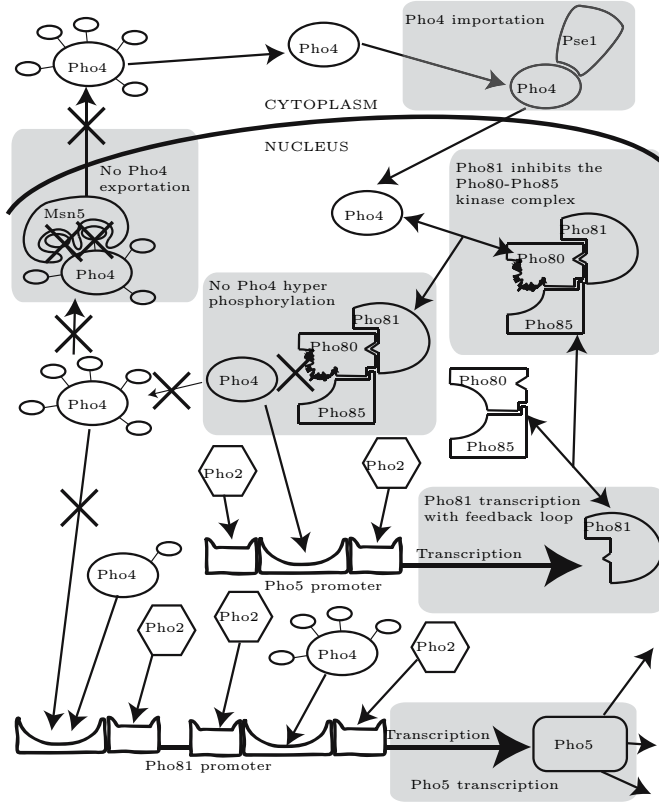 Pho4 importation
Pse1
Pho4
Pho4
Pho4
CYTOPLASM
NUCLEUS
No Pho4
exportation
Msn5
Pho4
Pho4
Pho81 inhibits the
Pho80-Pho85
kinase complex
Pho81
Pho80
Pho85
No Pho4 hyper
phosphorylation
Pho81
Pho80
Pho4
Pho85
Pho4
Pho80
Pho85
Pho2
Pho2
Pho81 transcription
with feedback loop
Pho81
Transcription
Pho5 promoter
Pho4
Pho2
Pho2
Pho4
Pho2
Transcription
Pho5
Pho81 promoter
Pho5 transcription